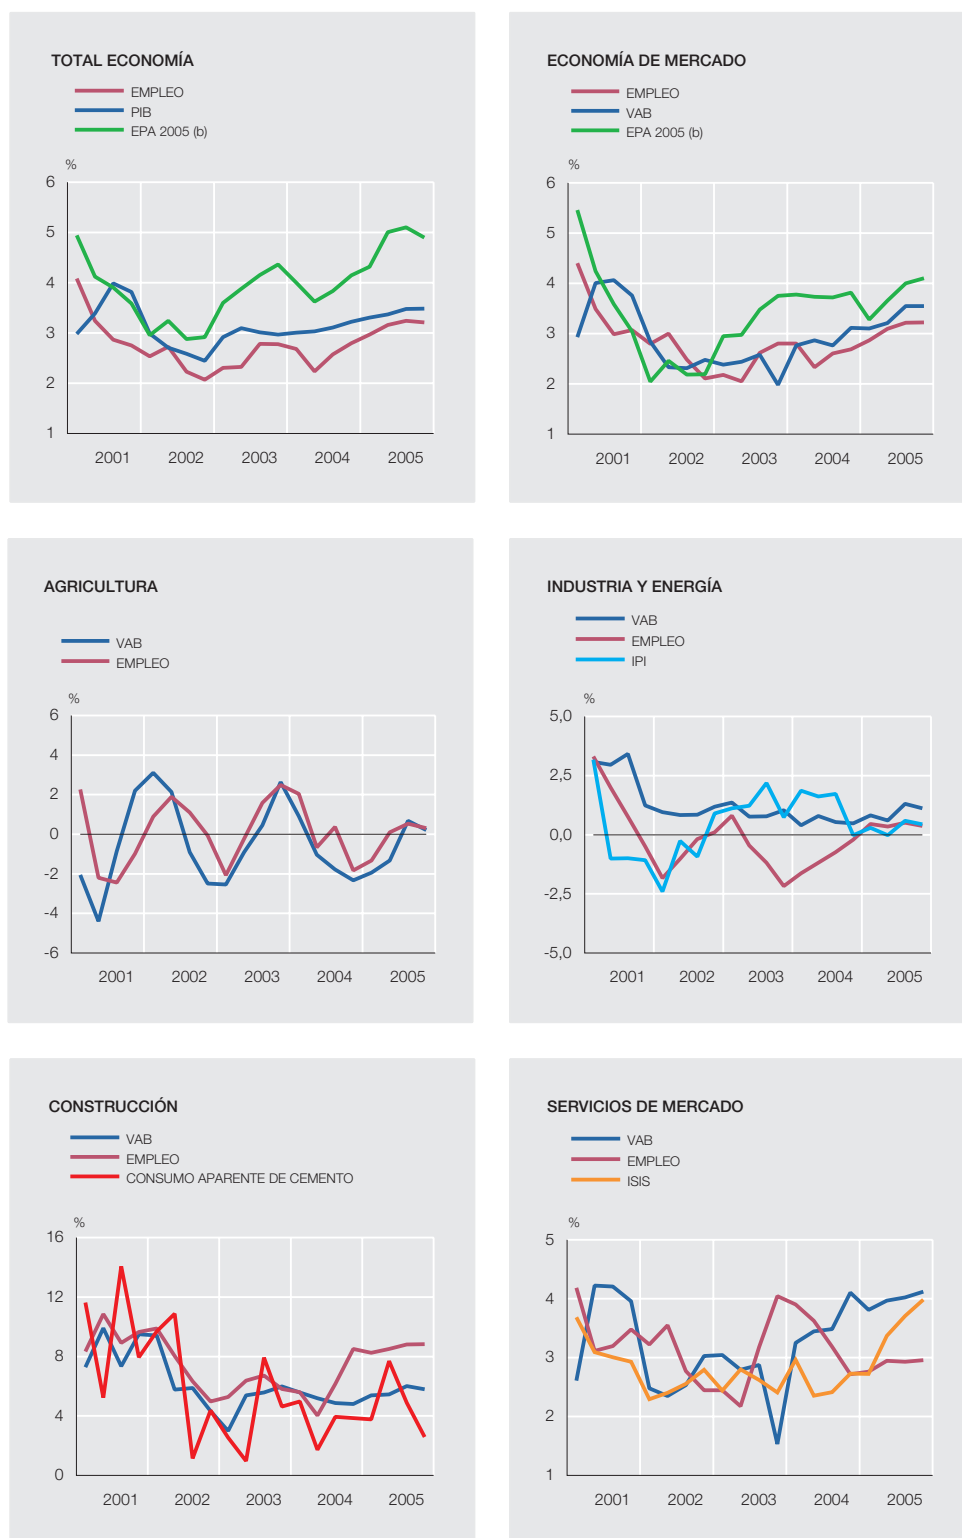 TOTAL ECONOMÍA
EMPLEO
PIB
EPA 2005 (b)
%
6
5
4
3
2
1
2001 2002 2003 2004 2005
ECONOMÍA DE MERCADO
EMPLEO
VAB
EPA 2005 (b)
%
6
5
4
3
2
1
2001 2002 2003 2004 2005
AGRICULTURA
VAB
EMPLEO
%
6
4
2
0
-2
-4
-6
2001 2002 2003 2004 2005
INDUSTRIA Y ENERGÍA
VAB
EMPLEO
IPI
%
5,0
2,5
0,0
-2,5
-5,0
2001 2002 2003 2004 2005
CONSTRUCCIÓN
VAB
EMPLEO
CONSUMO APARENTE DE CEMENTO
%
16
12
8
4
0
2001 2002 2003 2004 2005
SERVICIOS DE MERCADO
VAB
EMPLEO
ISIS
%
5
4
3
2
1
2001 2002 2003 2004 2005